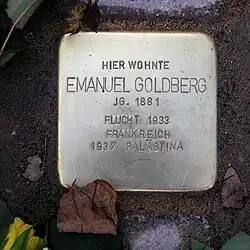 HIER WOHNTE
EMANUEL GOLDBERG
JG. 1881
FLUCHT 1933
FRANKREICH
1937 PALÄSTINA